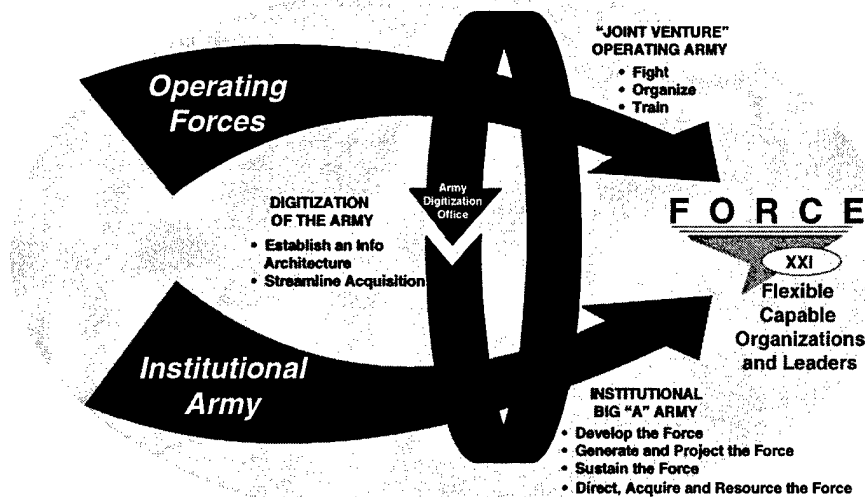 "JOINT VENTURE"
OPERATING ARMY
• Fight
• Organize
• Train
Operating
Forces
Army
Digitization
Office
DIGITIZATION
OF THE ARMY
• Establish an Info
Architecture
• Streamline Acquisition
FORCE
XXI
Flexible
Capable
Organizations
and Leaders
Institutional
Army
INSTITUTIONAL
BIG "A" ARMY
• Develop the Force
• Generate and Project the Force
• Sustain the Force
• Direct, Acquire and Resource the Force